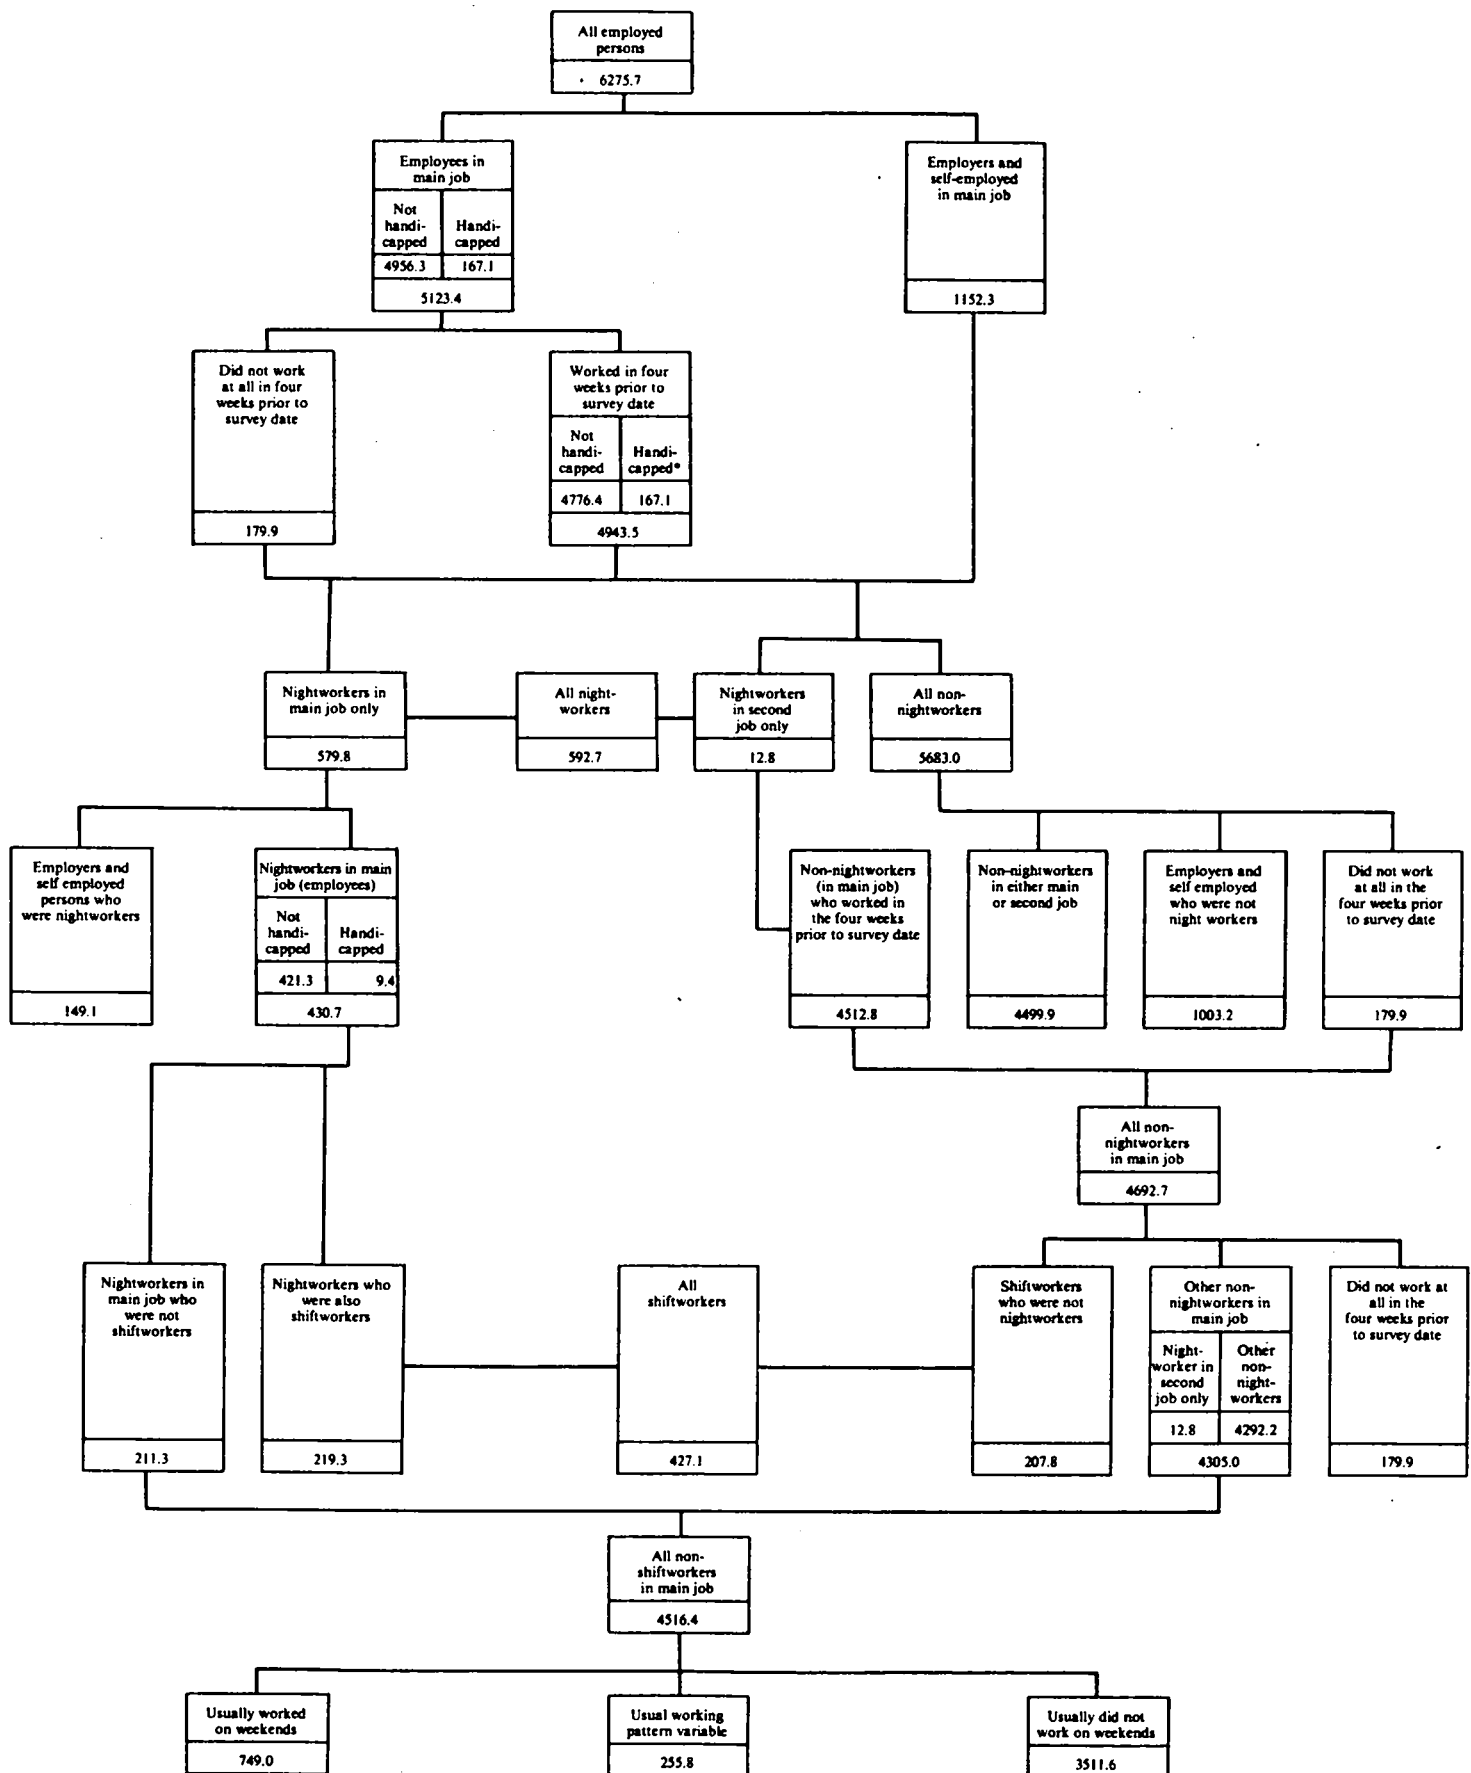 All employed
persons
6275.7
Employees in
main job
Not
handi-
capped
Handi-
capped
4956.3
167.1
5123.4
Employers and
self-employed
in main job
1152.3
Did not work
at all in four
weeks prior to
survey date
179.9
Worked in four
weeks prior to
survey date
Not
handi-
capped
Handi-
capped*
4776.4
167.1
4943.5
Nightworkers in
main job only
579.8
All night-
workers
592.7
Nightworkers
in second
job only
12.8
All non-
nightworkers
5683.0
Employers and
self employed
persons who
were nightworkers
149.1
Nightworkers in main
job (employees)
Not
handi-
capped
Handi-
capped
421.3
9.4
430.7
Non-nightworkers
(in main job)
who worked in
the four weeks
prior to survey date
4512.8
Non-nightworkers
in either main
or second job
4499.9
Employers and
self employed
who were not
night workers
1003.2
Did not work
at all in the
four weeks prior
to survey date
179.9
All non-
nightworkers
in main job
4692.7
Nightworkers in
main job who
were not
shiftworkers
211.3
Nightworkers who
were also
shiftworkers
219.3
All
shiftworkers
427.1
Shiftworkers
who were not
nightworkers
207.8
Other non-
nightworkers in
main job
Night-
worker in
second
job only
Other
non-
night-
workers
12.8
4292.2
4305.0
Did not work at
all in the
four weeks prior
to survey date
179.9
All non-
shiftworkers
in main job
4516.4
Usually worked
on weekends
749.0
Usual working
pattern variable
255.8
Usually did not
work on weekends
3511.6